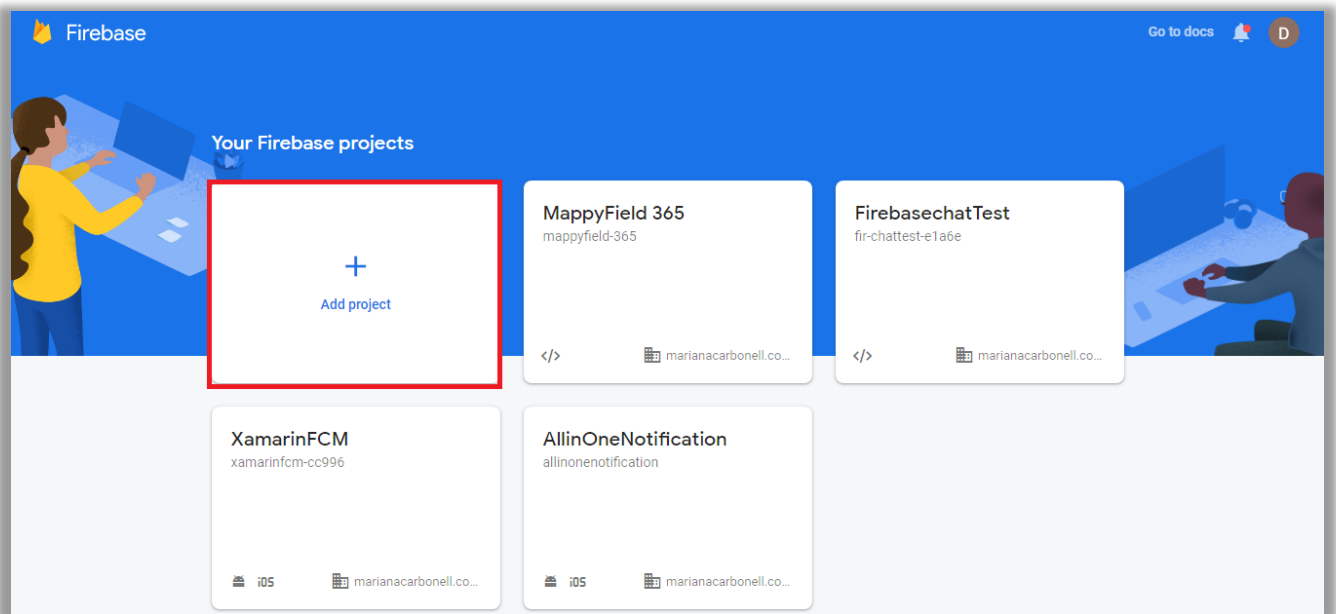 Firebase
Go to docs
D
Your Firebase projects
Add project
MappyField 365
mappyfield-365
marianacarbonell.co...
FirebasechatTest
fir-chattest-e1a6e
marianacarbonell.co...
XamarinFCM
xamarinfcm-cc996
iOS
marianacarbonell.co...
AllinOneNotification
allinonenotification
iOS
marianacarbonell.co...